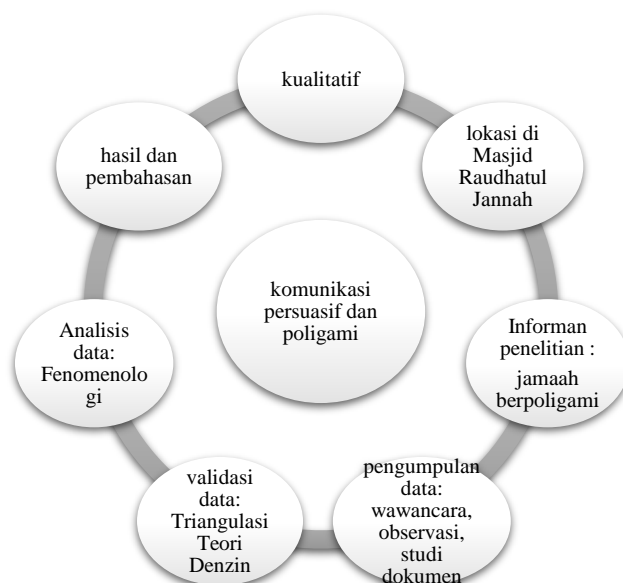 kualitatif
lokasi di
Masjid
Raudhatul
Jannah
Informan
penelitian :
jamaah
berpoligami
pengumpulan
data:
wawancara,
observasi,
studi
dokumen
validasi
data:
Triangulasi
Teori
Denzin
Analisis
data:
Fenomenolo
gi
hasil dan
pembahasan
komunikasi
persuasif dan
poligami